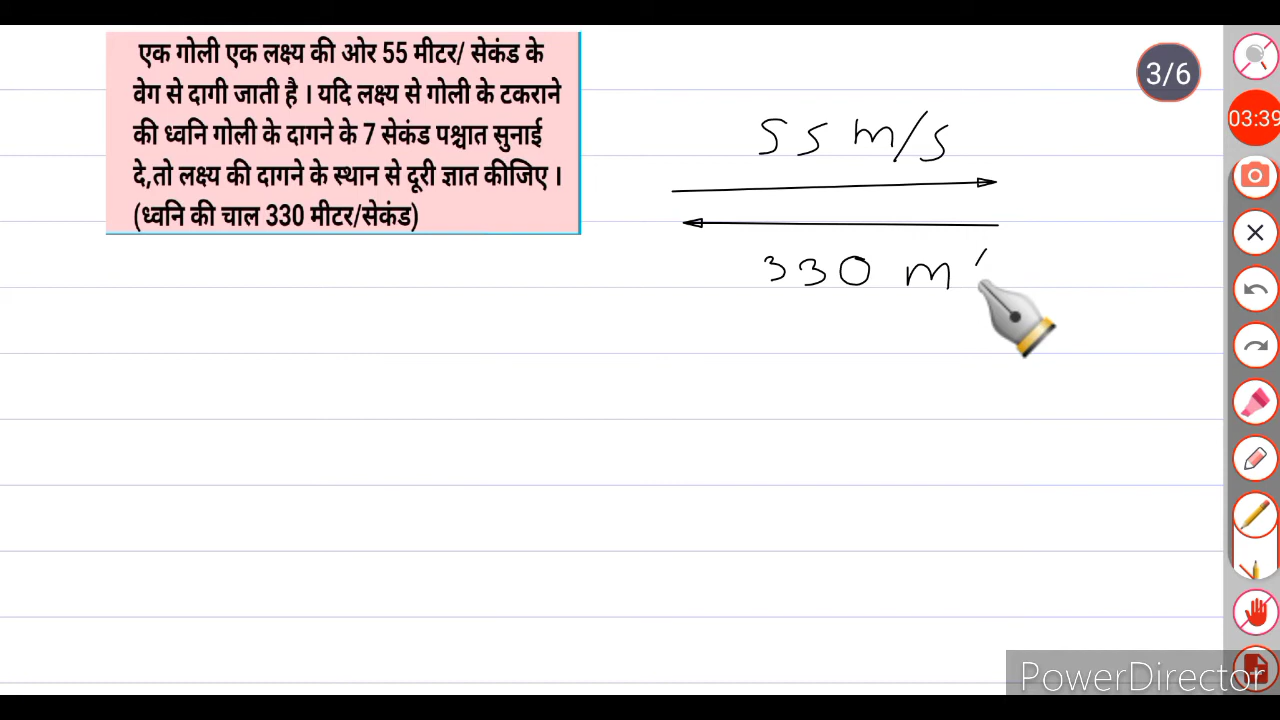 एक गोली एक लक्ष्य की ओर 55 मीटर/ सेकंड के
वेग से दागी जाती है । यदि लक्ष्य से गोली के टकराने
की ध्वनि गोली के दागने के 7 सेकंड पश्चात सुनाई
दे,तो लक्ष्य की दागने के स्थान से दूरी ज्ञात कीजिए ।
(ध्वनि की चाल 330 मीटर/सेकंड)
55 m/s
330 m
3/6
03:39
PowerDirector